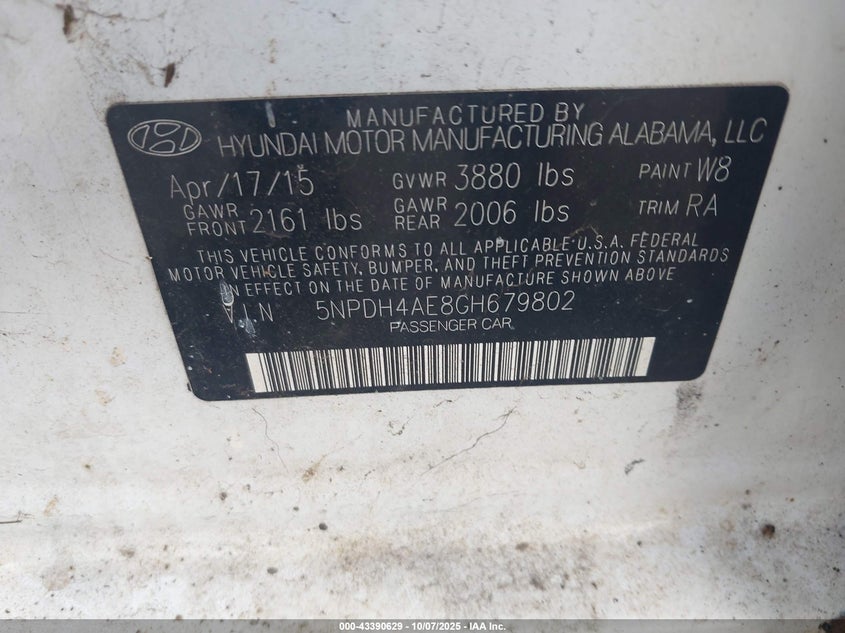 MANUFACTURED BY
HYUNDAI MOTOR MANUFACTURING ALABAMA, LLC
Apr/17/15 GVWR 3880 lbs PAINT W8
GAWR FRONT 2161 lbs GAWR REAR 2006 lbs TRIM RA
THIS VEHICLE CONFORMS TO ALL APPLICABLE U.S.A. FEDERAL
MOTOR VEHICLE SAFETY, BUMPER, AND THEFT PREVENTION STANDARDS
IN EFFECT ON THE DATE OF MANUFACTURE SHOWN ABOVE
VIN 5NPDH4AE8GH679802
PASSENGER CAR
000-43390629 - 10/07/2025 - IAA Inc.